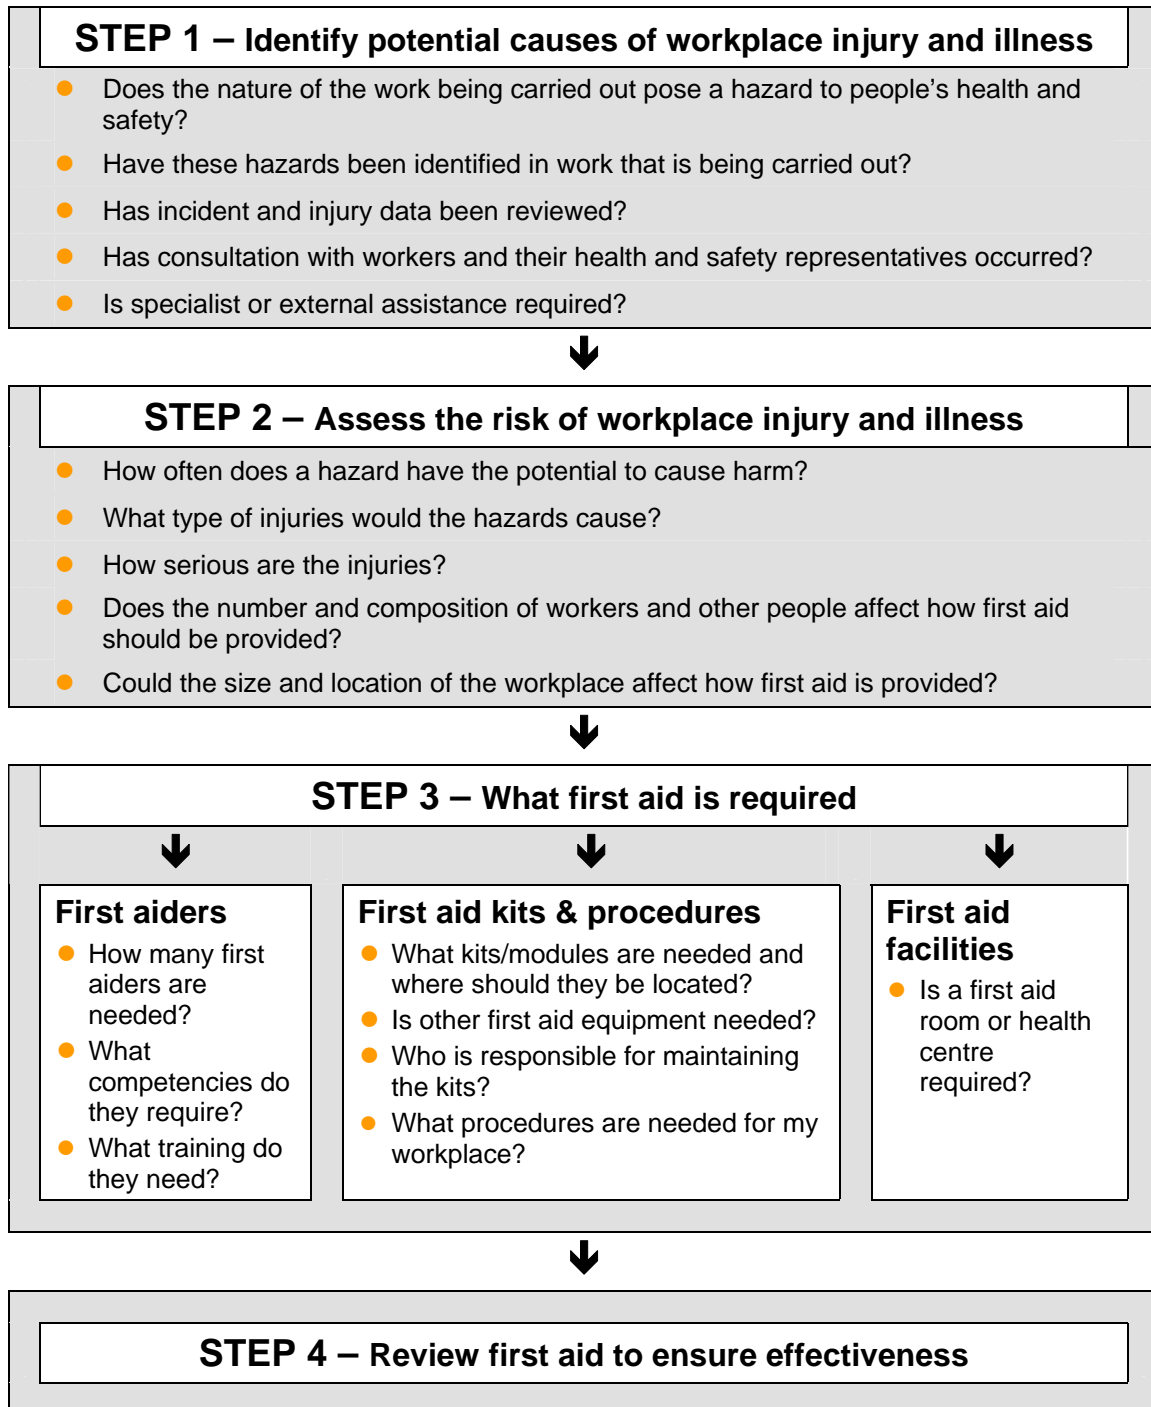 STEP 1 – Identify potential causes of workplace injury and illness
● Does the nature of the work being carried out pose a hazard to people's health and
safety?
● Have these hazards been identified in work that is being carried out?
● Has incident and injury data been reviewed?
● Has consultation with workers and their health and safety representatives occurred?
● Is specialist or external assistance required?
STEP 2 – Assess the risk of workplace injury and illness
● How often does a hazard have the potential to cause harm?
● What type of injuries would the hazards cause?
● How serious are the injuries?
● Does the number and composition of workers and other people affect how first aid
should be provided?
● Could the size and location of the workplace affect how first aid is provided?
STEP 3 – What first aid is required
First aiders
● How many first
aiders are
needed?
● What
competencies do
they require?
● What training do
they need?
First aid kits & procedures
● What kits/modules are needed and
where should they be located?
● Is other first aid equipment needed?
● Who is responsible for maintaining
the kits?
● What procedures are needed for my
workplace?
First aid
facilities
● Is a first aid
room or health
centre
required?
STEP 4 – Review first aid to ensure effectiveness